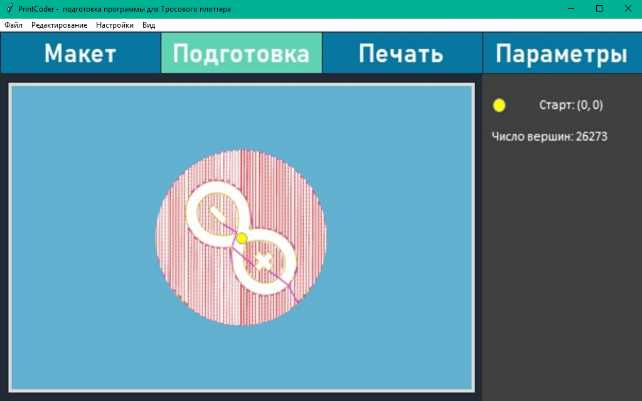 PrintCoder - подготовка программы для Тросового плоттера
Файл Редактирование Настройки Вид
Макет Подготовка Печать Параметры
Старт: (0, 0)
Число вершин: 26273